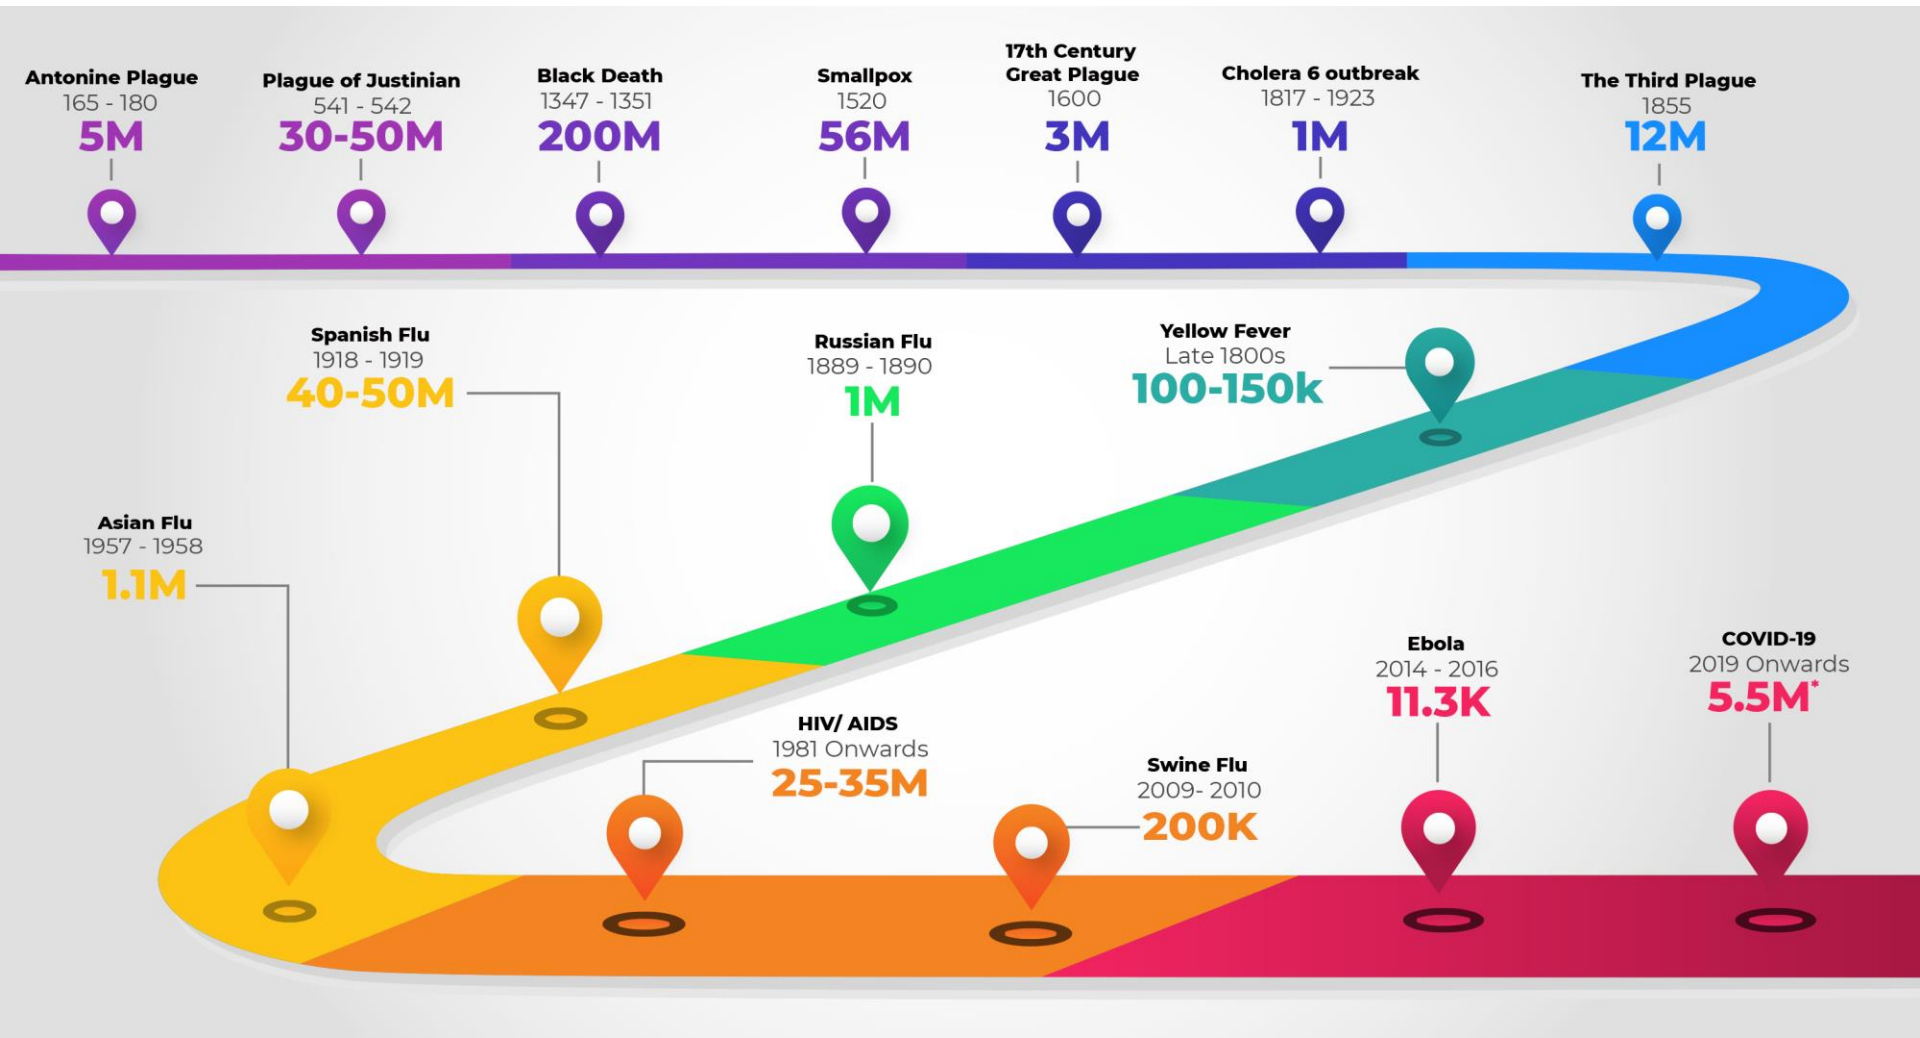 Antonine Plague
165 - 180
5M
Plague of Justinian
541 - 542
30-50M
Black Death
1347 - 1351
200M
Smallpox
1520
56M
17th Century
Great Plague
1600
3M
Cholera 6 outbreak
1817 - 1923
1M
The Third Plague
1855
12M
Yellow Fever
Late 1800s
100-150k
Russian Flu
1889 - 1890
1M
Spanish Flu
1918 - 1919
40-50M
Asian Flu
1957 - 1958
1.1M
HIV/ AIDS
1981 Onwards
25-35M
Swine Flu
2009- 2010
200K
Ebola
2014 - 2016
11.3K
COVID-19
2019 Onwards
5.5M*